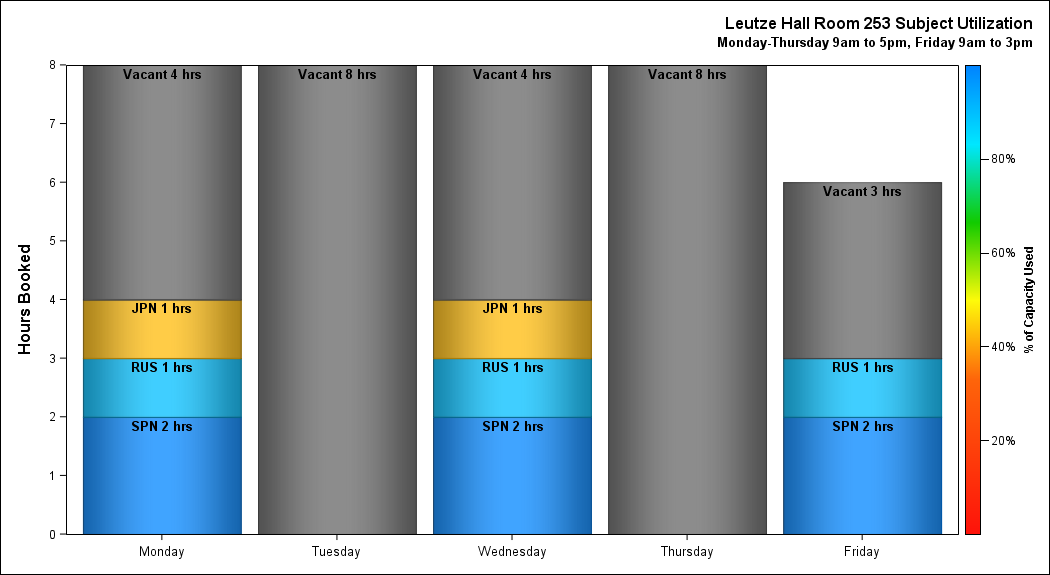 Leutze Hall Room 253 Subject Utilization
Monday-Thursday 9am to 5pm, Friday 9am to 3pm
Hours Booked
8
7
6
5
4
3
2
1
0
Vacant 4 hrs
JPN 1 hrs
RUS 1 hrs
SPN 2 hrs
Vacant 8 hrs
Vacant 4 hrs
JPN 1 hrs
RUS 1 hrs
SPN 2 hrs
Vacant 8 hrs
Vacant 3 hrs
RUS 1 hrs
SPN 2 hrs
Monday
Tuesday
Wednesday
Thursday
Friday
80%
60%
40%
20%
% of Capacity Used